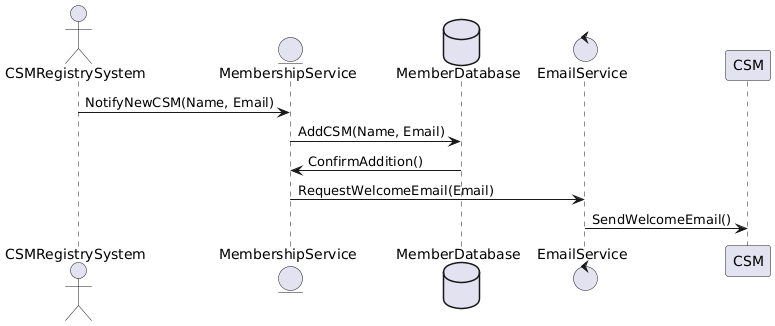 CSMRegistrySystem MembershipService MemberDatabase EmailService CSM
NotifyNewCSM(Name, Email)
AddCSM(Name, Email)
ConfirmAddition()
RequestWelcomeEmail(Email)
SendWelcomeEmail()
CSMRegistrySystem MembershipService MemberDatabase EmailService CSM